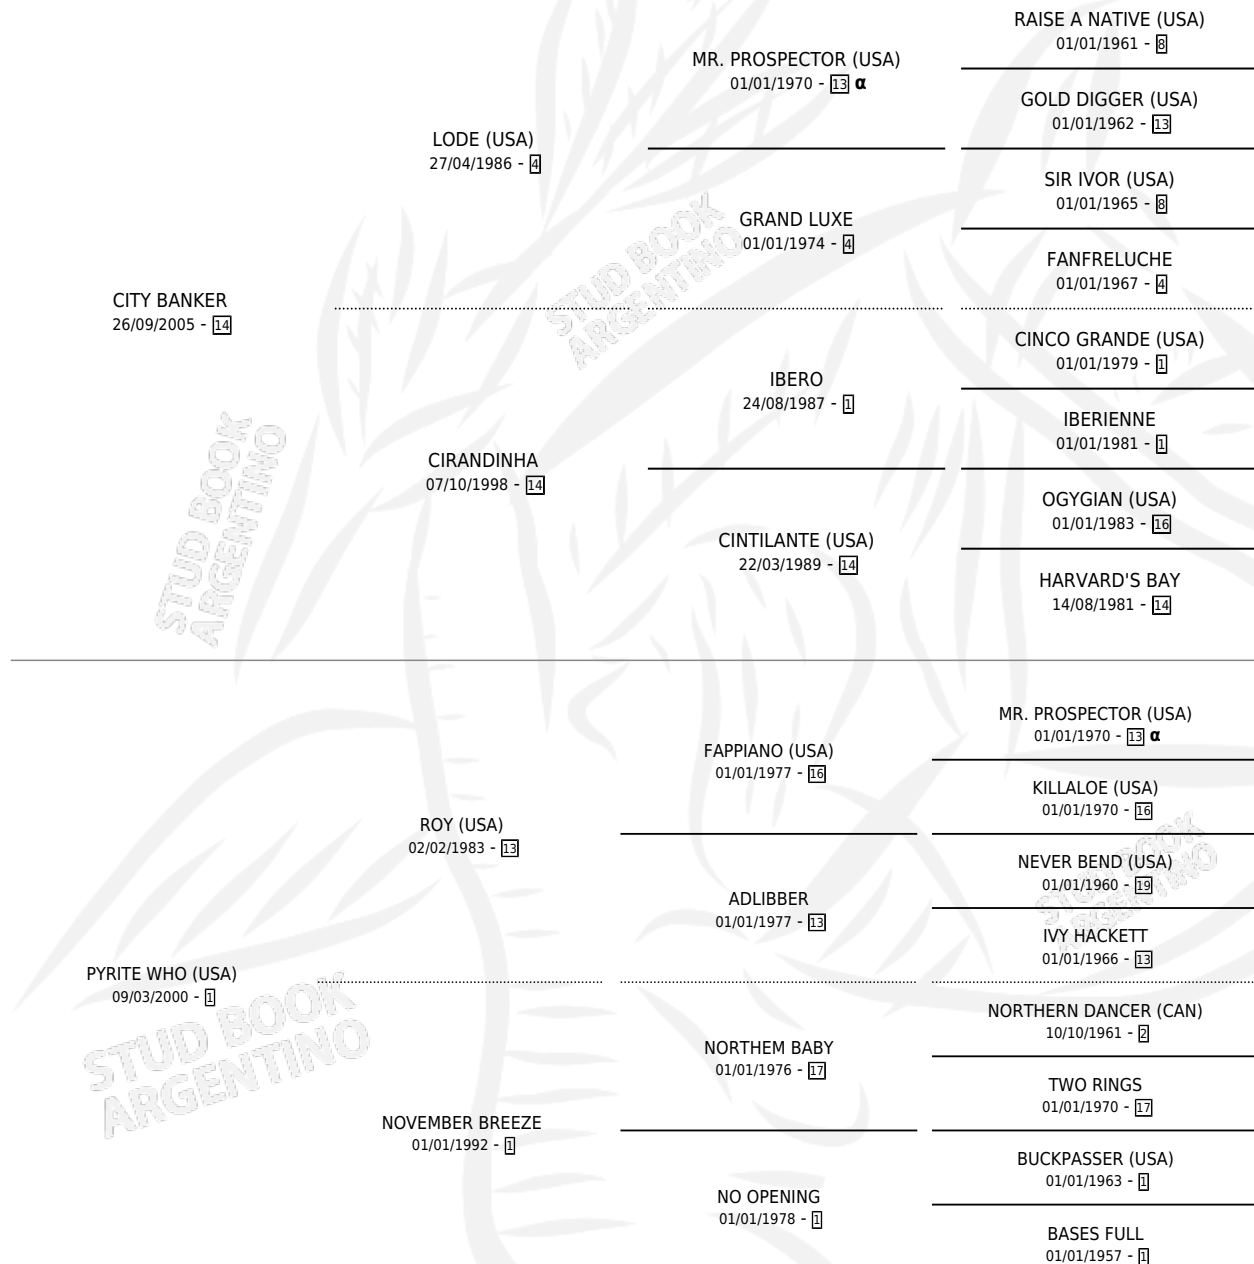 RAISE A NATIVE (USA)
01/01/1961 - 8
MR. PROSPECTOR (USA)
01/01/1970 - 13 α
GOLD DIGGER (USA)
01/01/1962 - 13
LODE (USA)
27/04/1986 - 4
SIR IVOR (USA)
01/01/1965 - 8
GRAND LUXE
01/01/1974 - 4
FANFRELUCHE
01/01/1967 - 4
CITY BANKER
26/09/2005 - 14
CINCO GRANDE (USA)
01/01/1979 - 1
IBERO
24/08/1987 - 1
IBERIENNE
01/01/1981 - 1
CIRANDINHA
07/10/1998 - 14
OGYGIAN (USA)
01/01/1983 - 16
CINTILANTE (USA)
22/03/1989 - 14
HARVARD'S BAY
14/08/1981 - 14
STUD BOOK
ARGENTINO
STUD BOOK
ARGENTINO
MR. PROSPECTOR (USA)
01/01/1970 - 13 α
FAPPIANO (USA)
01/01/1977 - 16
KILLALOE (USA)
01/01/1970 - 16
ROY (USA)
02/02/1983 - 13
NEVER BEND (USA)
01/01/1960 - 19
ADLIBBER
01/01/1977 - 13
IVY HACKETT
01/01/1966 - 13
PYRITE WHO (USA)
09/03/2000 - 1
NORTHERN DANCER (CAN)
10/10/1961 - 2
NORTHEM BABY
01/01/1976 - 17
TWO RINGS
01/01/1970 - 17
NOVEMBER BREEZE
01/01/1992 - 1
BUCKPASSER (USA)
01/01/1963 - 1
NO OPENING
01/01/1978 - 1
BASES FULL
01/01/1957 - 1
STUD BOOK
ARGENTINO
STUD BOOK
ARGENTINO